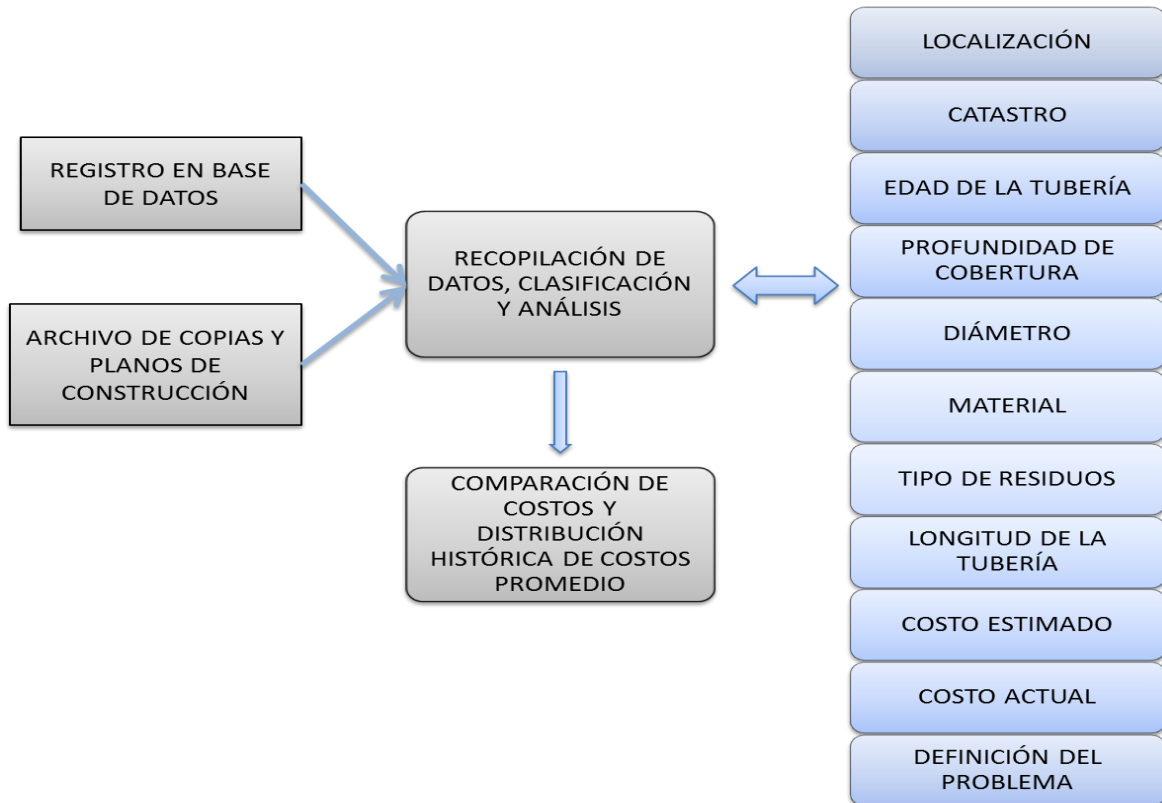 REGISTRO EN BASE
DE DATOS
ARCHIVO DE COPIAS Y
PLANOS DE
CONSTRUCCIÓN
RECOPILACIÓN DE
DATOS, CLASIFICACIÓN
Y ANÁLISIS
COMPARACIÓN DE
COSTOS Y
DISTRIBUCIÓN
HISTÓRICA DE COSTOS
PROMEDIO
LOCALIZACIÓN
CATASTRO
EDAD DE LA TUBERÍA
PROFUNDIDAD DE
COBERTURA
DIÁMETRO
MATERIAL
TIPO DE RESIDUOS
LONGITUD DE LA
TUBERÍA
COSTO ESTIMADO
COSTO ACTUAL
DEFINICIÓN DEL
PROBLEMA